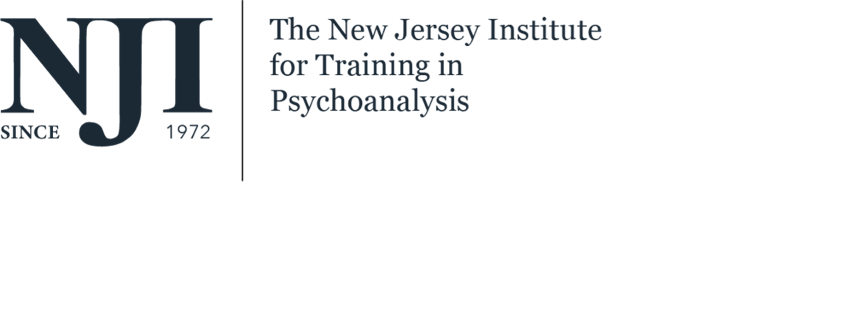 NJI
SINCE 1972
The New Jersey Institute
for Training in
Psychoanalysis